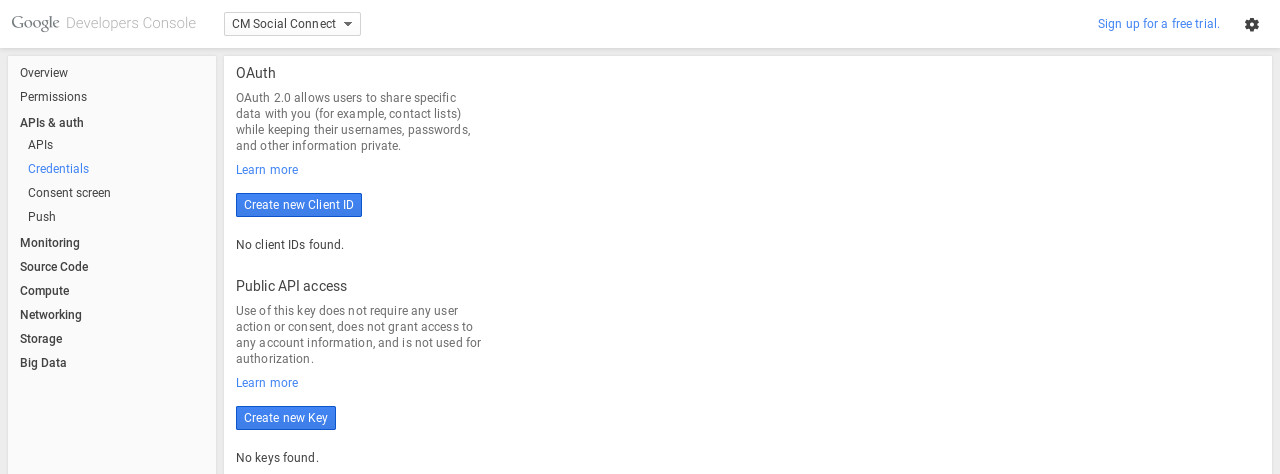 Google Developers Console
CM Social Connect
Sign up for a free trial.
Overview
Permissions
APIs & auth
APIs
Credentials
Consent screen
Push
Monitoring
Source Code
Compute
Networking
Storage
Big Data
OAuth
OAuth 2.0 allows users to share specific
data with you (for example, contact lists)
while keeping their usernames, passwords,
and other information private.
Learn more
Create new Client ID
No client IDs found.
Public API access
Use of this key does not require any user
action or consent, does not grant access to
any account information, and is not used for
authorization.
Learn more
Create new Key
No keys found.